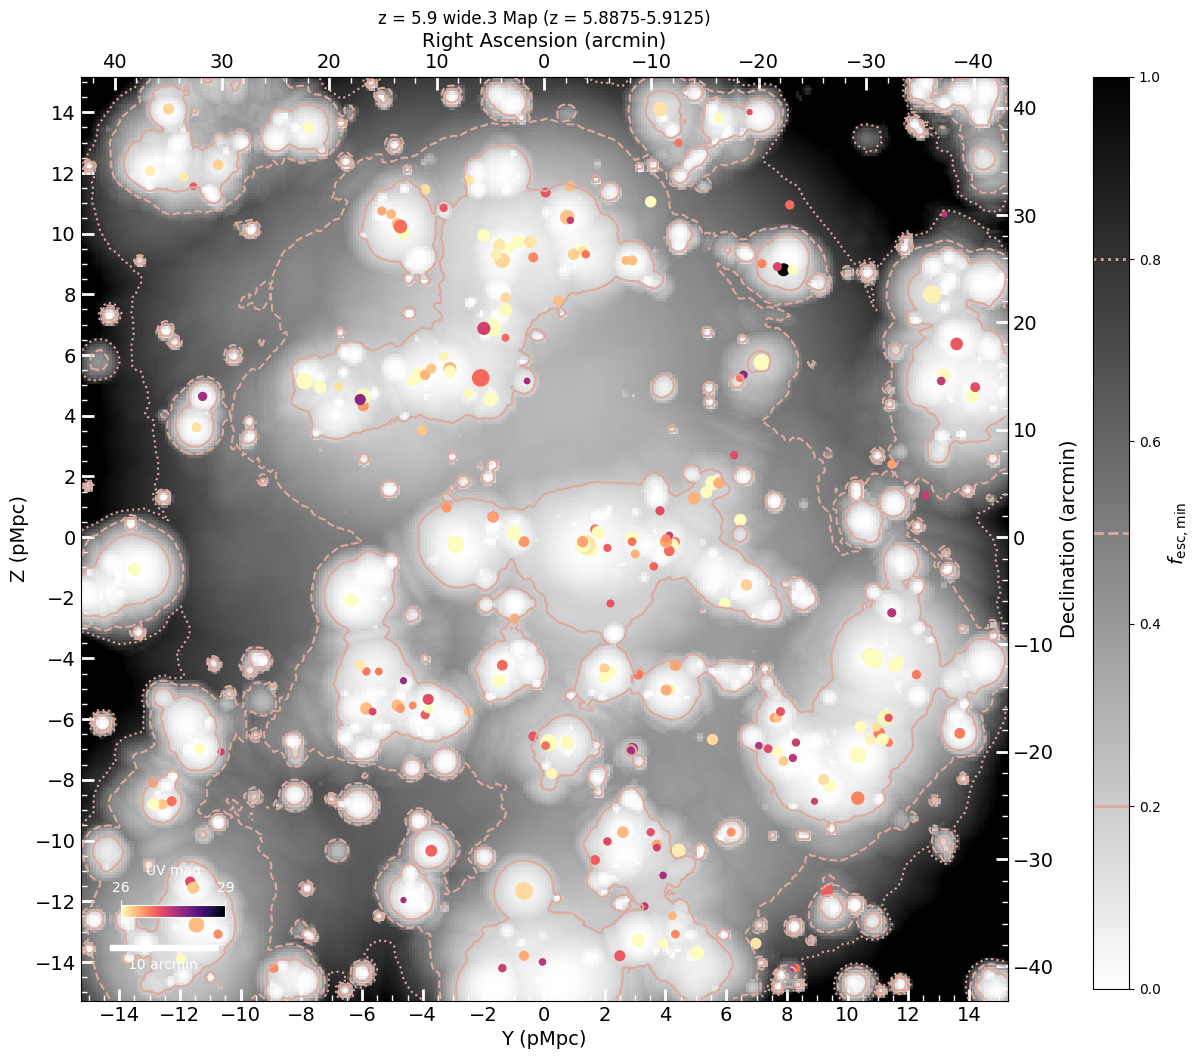 z = 5.9 wide.3 Map (z = 5.8875-5.9125)
Right Ascension (arcmin)
40 30 20 10 0 −10 −20 −30 −40
14 12 10 8 6 4 2 0 −2 −4 −6 −8 −10 −12 −14
Z (pMpc)
UV mag
26 29
10 arcmin
−14 −12 −10 −8 −6 −4 −2 0 2 4 6 8 10 12 14
Y (pMpc)
40 30 20 10 0 −10 −20 −30 −40
Declination (arcmin)
1.0 0.8 0.6 0.4 0.2 0.0
fesc,min